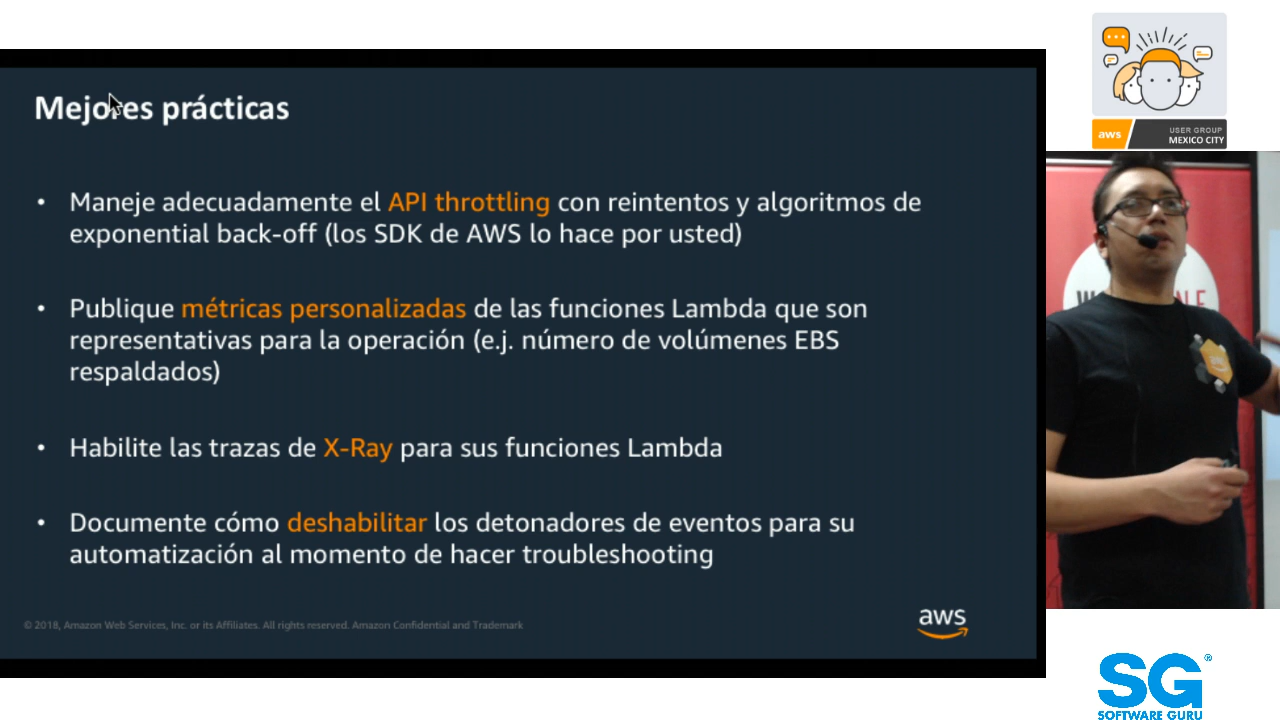 Mejores prácticas
• Maneje adecuadamente el API throttling con reintentos y algoritmos de
exponential back-off (los SDK de AWS lo hace por usted)
• Publique métricas personalizadas de las funciones Lambda que son
representativas para la operación (e.j. número de volúmenes EBS
respaldados)
• Habilite las trazas de X-Ray para sus funciones Lambda
• Documente cómo deshabilitar los detonadores de eventos para su
automatización al momento de hacer troubleshooting
© 2018, Amazon Web Services, Inc. or its Affiliates. All rights reserved. Amazon Confidential and Trademark
aws
aws
USER GROUP
MEXICO CITY
aws
SG®
SOFTWARE GURU